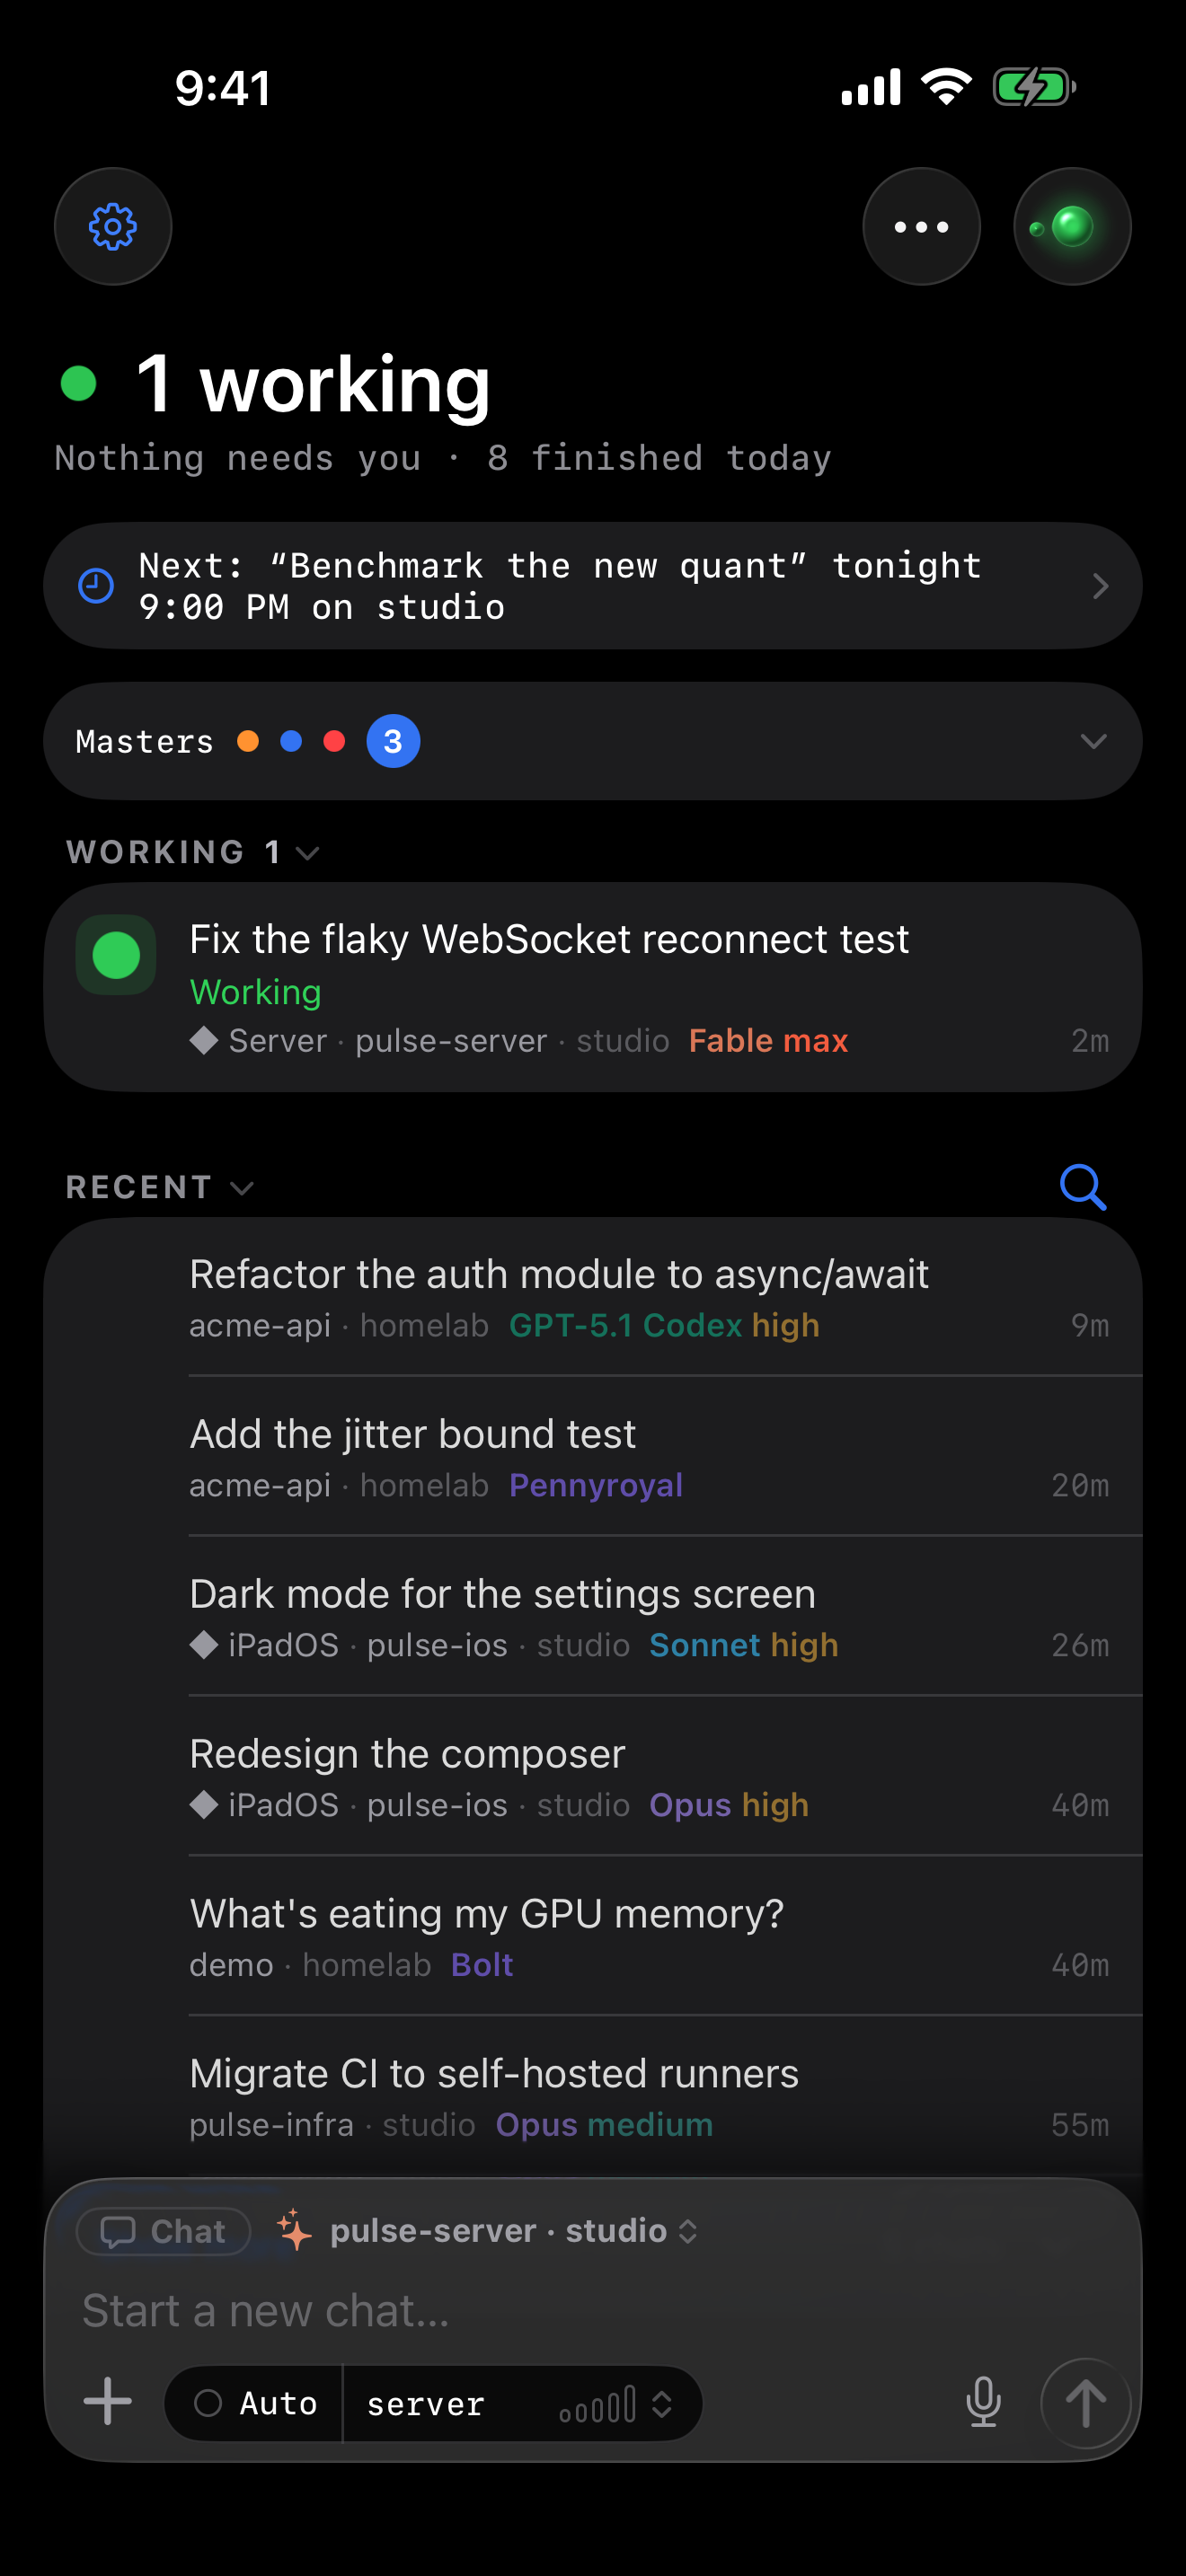 9:41
1 working
Nothing needs you · 8 finished today
Next: “Benchmark the new quant” tonight
9:00 PM on studio
Masters 3
WORKING 1
Fix the flaky WebSocket reconnect test
Working
Server · pulse-server · studio Fable max 2m
RECENT
Refactor the auth module to async/await
acme-api · homelab GPT-5.1 Codex high 9m
Add the jitter bound test
acme-api · homelab Pennyroyal 20m
Dark mode for the settings screen
iPadOS · pulse-ios · studio Sonnet high 26m
Redesign the composer
iPadOS · pulse-ios · studio Opus high 40m
What's eating my GPU memory?
demo · homelab Bolt 40m
Migrate CI to self-hosted runners
pulse-infra · studio Opus medium 55m
Chat pulse-server · studio
Start a new chat...
Auto server